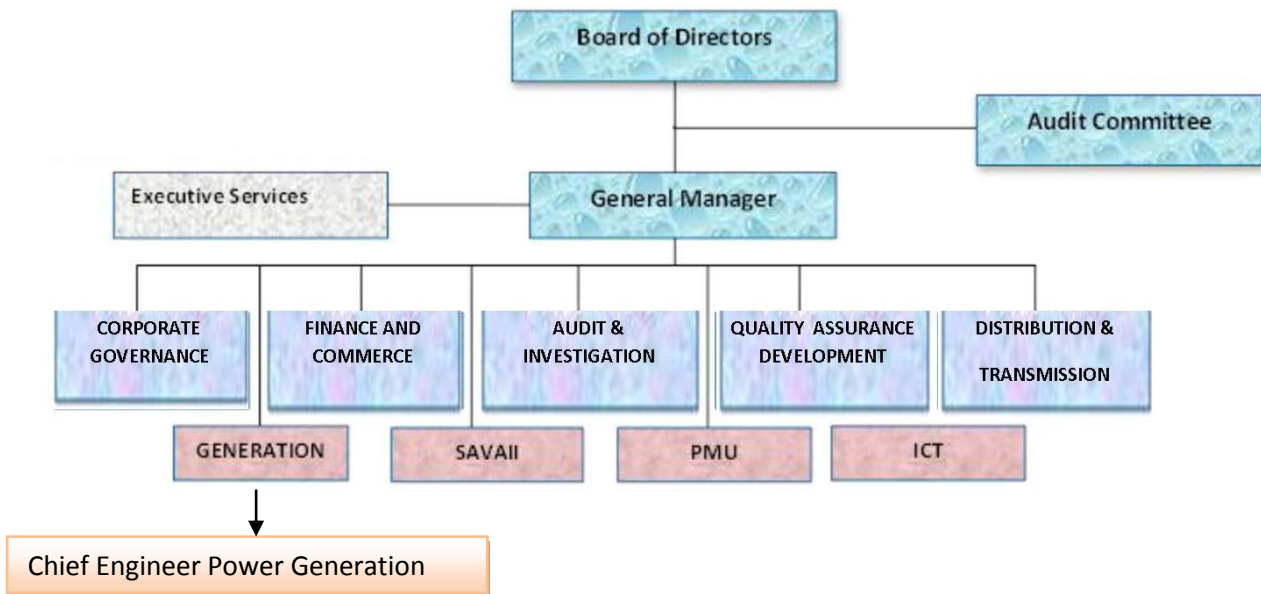 Board of Directors
Audit Committee
Executive Services
General Manager
CORPORATE
GOVERNANCE
FINANCE AND
COMMERCE
AUDIT &
INVESTIGATION
QUALITY ASSURANCE
DEVELOPMENT
DISTRIBUTION &
TRANSMISSION
GENERATION
SAVAII
PMU
ICT
Chief Engineer Power Generation